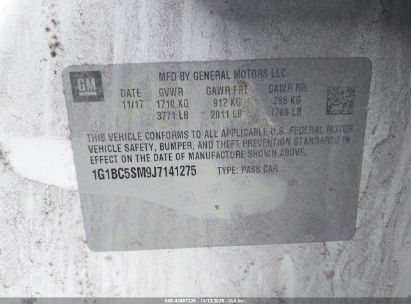 GM
MFD BY GENERAL MOTORS LLC
DATE GVWR GAWR FRT GAWR RR
11/17 1710 KG 912 KG 798 KG
3771 LB 2011 LB 1760 LB
THIS VEHICLE CONFORMS TO ALL APPLICABLE U.S. FEDERAL MOTOR
VEHICLE SAFETY, BUMPER, AND THEFT PREVENTION STANDARDS IN
EFFECT ON THE DATE OF MANUFACTURE SHOWN ABOVE.
1G1BC5SM9J7141275 TYPE: PASS CAR